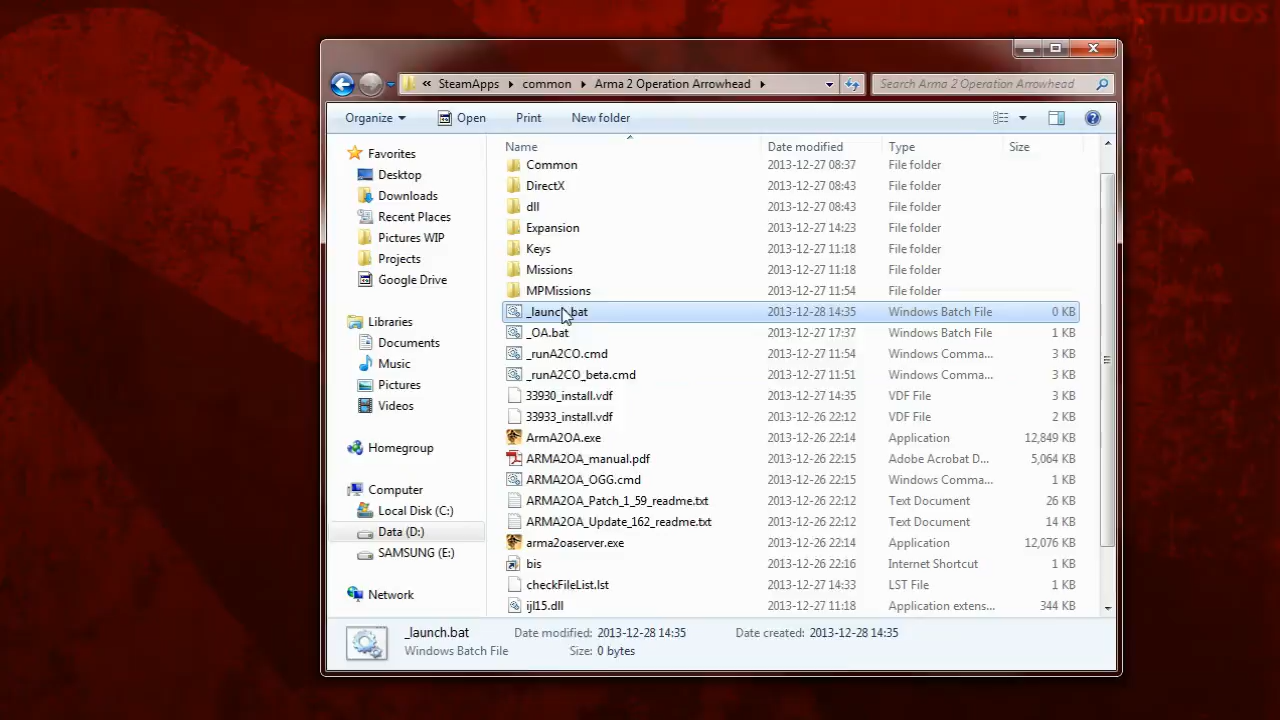 STUDIOS
« SteamApps ▸ common ▸ Arma 2 Operation Arrowhead ▸
Search Arma 2 Operation Arrowhead
Organize Open Print New folder
Favorites
Desktop
Downloads
Recent Places
Pictures WIP
Projects
Google Drive
Libraries
Documents
Music
Pictures
Videos
Homegroup
Computer
Local Disk (C:)
Data (D:)
SAMSUNG (E:)
Network
Name Date modified Type Size
Common 2013-12-27 08:37 File folder
DirectX 2013-12-27 08:43 File folder
dll 2013-12-27 08:43 File folder
Expansion 2013-12-27 14:23 File folder
Keys 2013-12-27 11:18 File folder
Missions 2013-12-27 11:18 File folder
MPMissions 2013-12-27 11:54 File folder
_launch.bat 2013-12-28 14:35 Windows Batch File 0 KB
_OA.bat 2013-12-27 17:37 Windows Batch File 1 KB
_runA2CO.cmd 2013-12-27 11:54 Windows Comma... 3 KB
_runA2CO_beta.cmd 2013-12-27 11:51 Windows Comma... 3 KB
33930_install.vdf 2013-12-27 14:35 VDF File 3 KB
33933_install.vdf 2013-12-26 22:12 VDF File 2 KB
ArmA2OA.exe 2013-12-26 22:14 Application 12,849 KB
ARMA2OA_manual.pdf 2013-12-26 22:15 Adobe Acrobat D... 5,064 KB
ARMA2OA_OGG.cmd 2013-12-26 22:15 Windows Comma... 1 KB
ARMA2OA_Patch_1_59_readme.txt 2013-12-26 22:12 Text Document 26 KB
ARMA2OA_Update_162_readme.txt 2013-12-26 22:12 Text Document 14 KB
arma2oaserver.exe 2013-12-26 22:14 Application 12,076 KB
bis 2013-12-26 22:16 Internet Shortcut 1 KB
checkFileList.lst 2013-12-27 14:33 LST File 1 KB
ijl15.dll 2013-12-27 11:18 Application extens... 344 KB
_launch.bat Date modified: 2013-12-28 14:35 Date created: 2013-12-28 14:35
Windows Batch File Size: 0 bytes